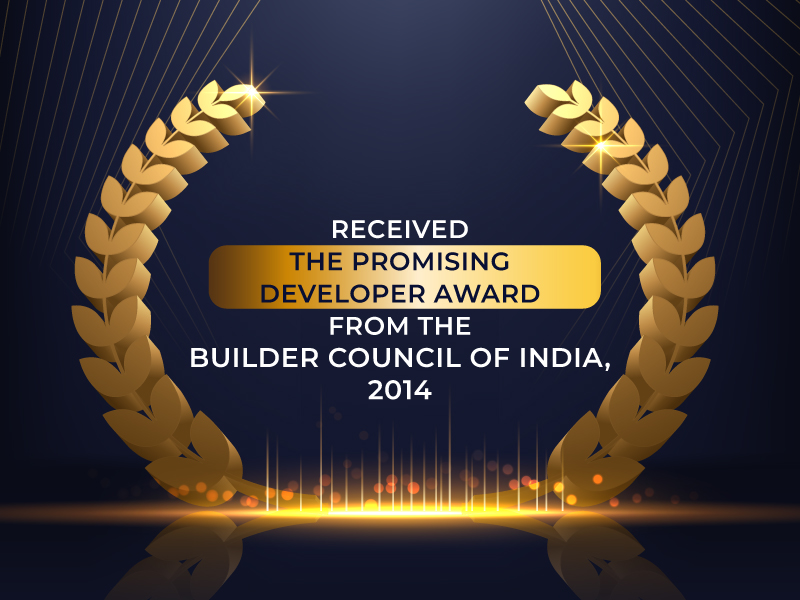 RECEIVED
THE PROMISING
DEVELOPER AWARD
FROM THE
BUILDER COUNCIL OF INDIA,
2014